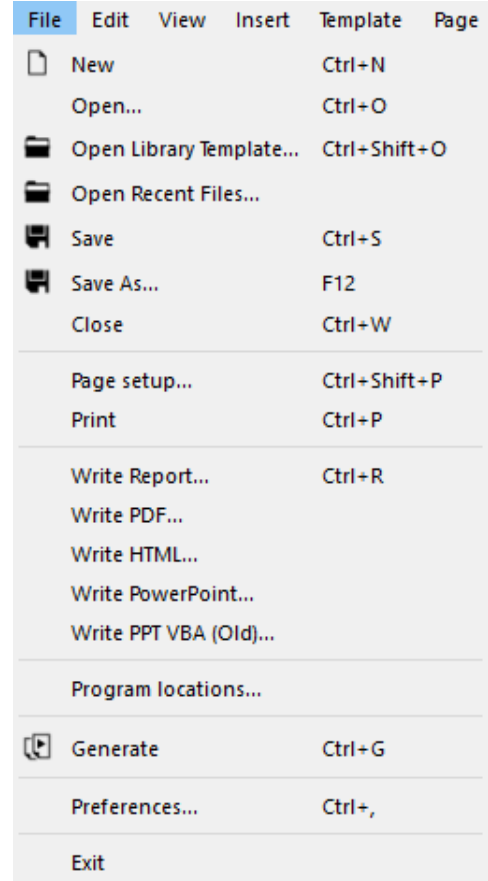 File Edit View Insert Template Page
New Ctrl+N
Open... Ctrl+O
Open Library Template... Ctrl+Shift+O
Open Recent Files...
Save Ctrl+S
Save As... F12
Close Ctrl+W
Page setup... Ctrl+Shift+P
Print Ctrl+P
Write Report... Ctrl+R
Write PDF...
Write HTML...
Write PowerPoint...
Write PPT VBA (Old)...
Program locations...
Generate Ctrl+G
Preferences... Ctrl+,
Exit